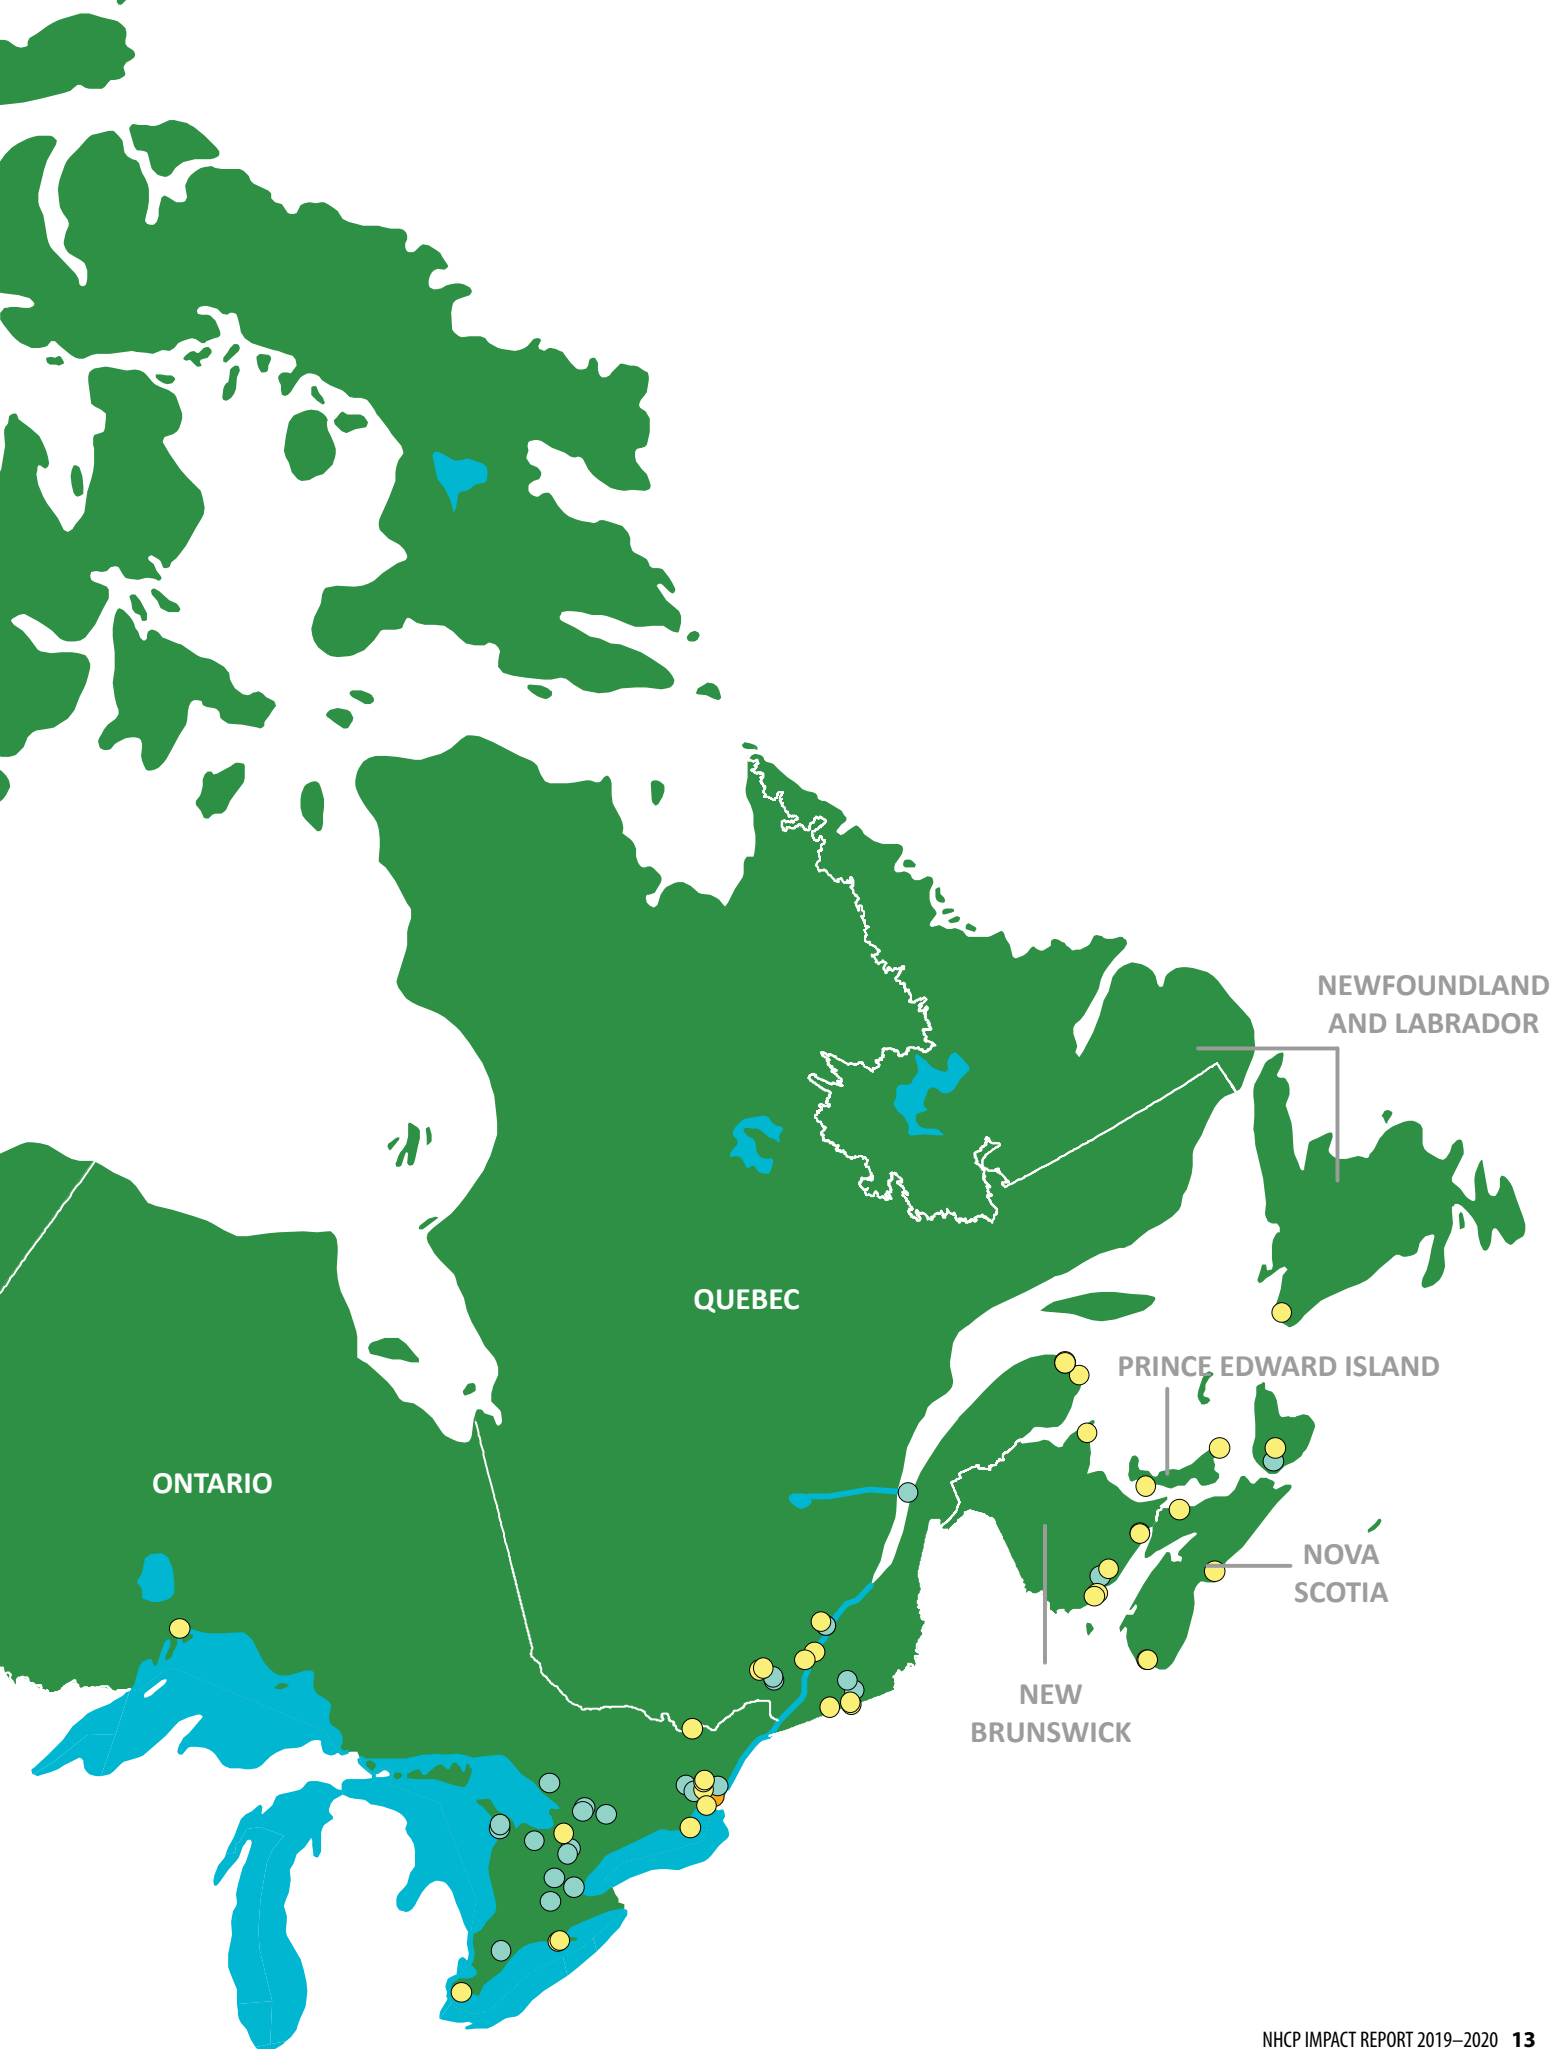 NEWFOUNDLAND
AND LABRADOR
QUEBEC
PRINCE EDWARD ISLAND
ONTARIO
NOVA
SCOTIA
NEW
BRUNSWICK
NHCP IMPACT REPORT 2019–2020 13